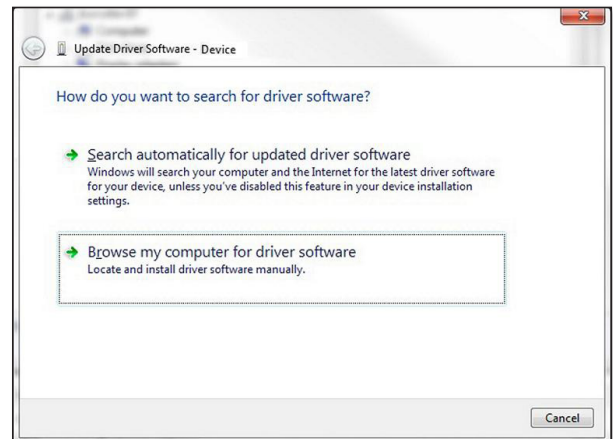 Computer
Update Driver Software - Device
How do you want to search for driver software?
Search automatically for updated driver software
Windows will search your computer and the Internet for the latest driver software
for your device, unless you've disabled this feature in your device installation
settings.
Browse my computer for driver software
Locate and install driver software manually.
Cancel